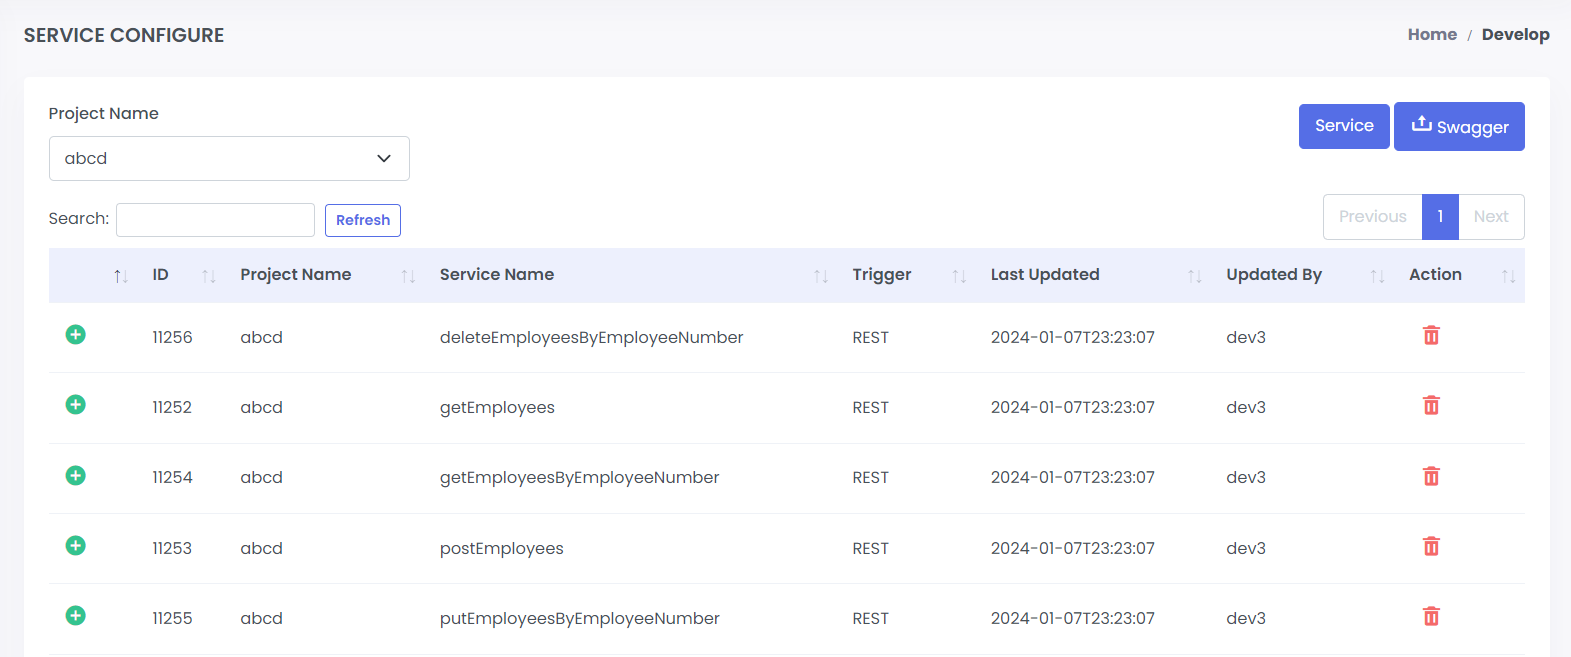 SERVICE CONFIGURE
Home / Develop
Project Name
Service Swagger
abcd
Search: Refresh
Previous 1 Next
ID Project Name Service Name Trigger Last Updated Updated By Action
11256 abcd deleteEmployeesByEmployeeNumber REST 2024-01-07T23:23:07 dev3
11252 abcd getEmployees REST 2024-01-07T23:23:07 dev3
11254 abcd getEmployeesByEmployeeNumber REST 2024-01-07T23:23:07 dev3
11253 abcd postEmployees REST 2024-01-07T23:23:07 dev3
11255 abcd putEmployeesByEmployeeNumber REST 2024-01-07T23:23:07 dev3